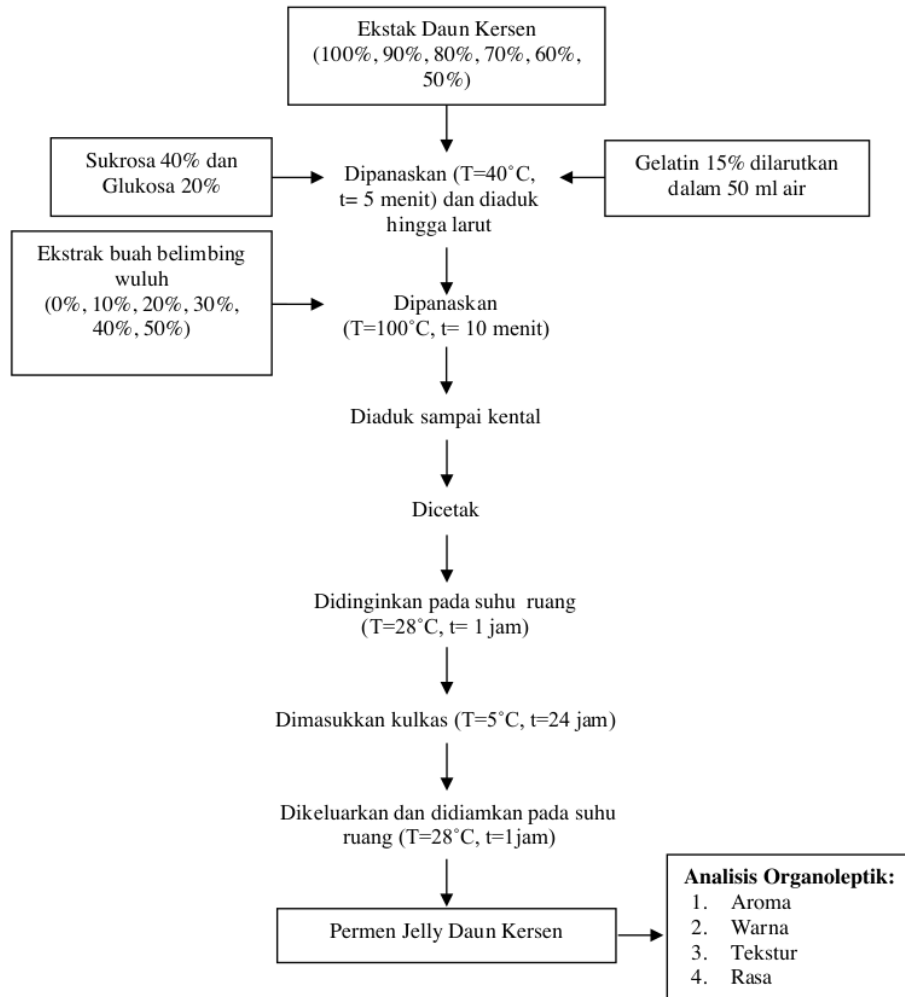 Ekstak Daun Kersen
(100%, 90%, 80%, 70%, 60%,
50%)
Sukrosa 40% dan
Glukosa 20%
Dipanaskan (T=40˚C,
t= 5 menit) dan diaduk
hingga larut
Gelatin 15% dilarutkan
dalam 50 ml air
Ekstrak buah belimbing
wuluh
(0%, 10%, 20%, 30%,
40%, 50%)
Dipanaskan
(T=100˚C, t= 10 menit)
Diaduk sampai kental
Dicetak
Didinginkan pada suhu ruang
(T=28˚C, t= 1 jam)
Dimasukkan kulkas (T=5˚C, t=24 jam)
Dikeluarkan dan didiamkan pada suhu
ruang (T=28˚C, t=1jam)
Permen Jelly Daun Kersen
Analisis Organoleptik:
1. Aroma
2. Warna
3. Tekstur
4. Rasa